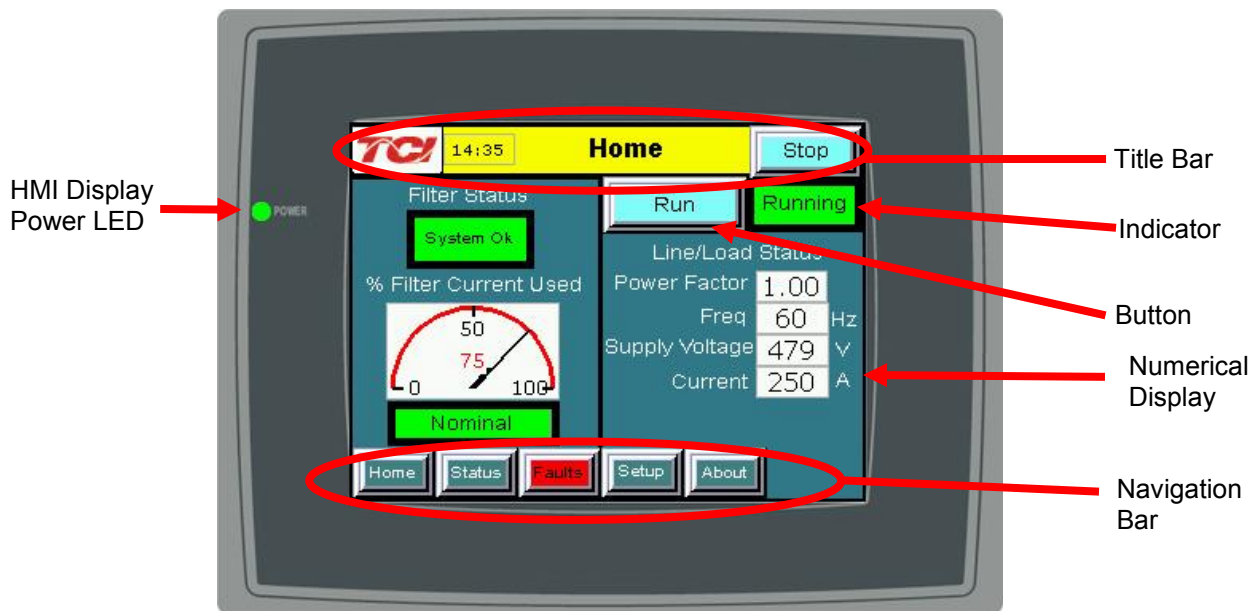 TCI 14:35 Home Stop
Title Bar
HMI Display
Power LED
POWER
Filter Status
System Ok
% Filter Current Used
50
75
0 100
Nominal
Run
Running
Indicator
Line/Load Status
Power Factor 1.00
Freq 60 Hz
Supply Voltage 479 V
Current 250 A
Button
Numerical
Display
Home Status Faults Setup About
Navigation
Bar